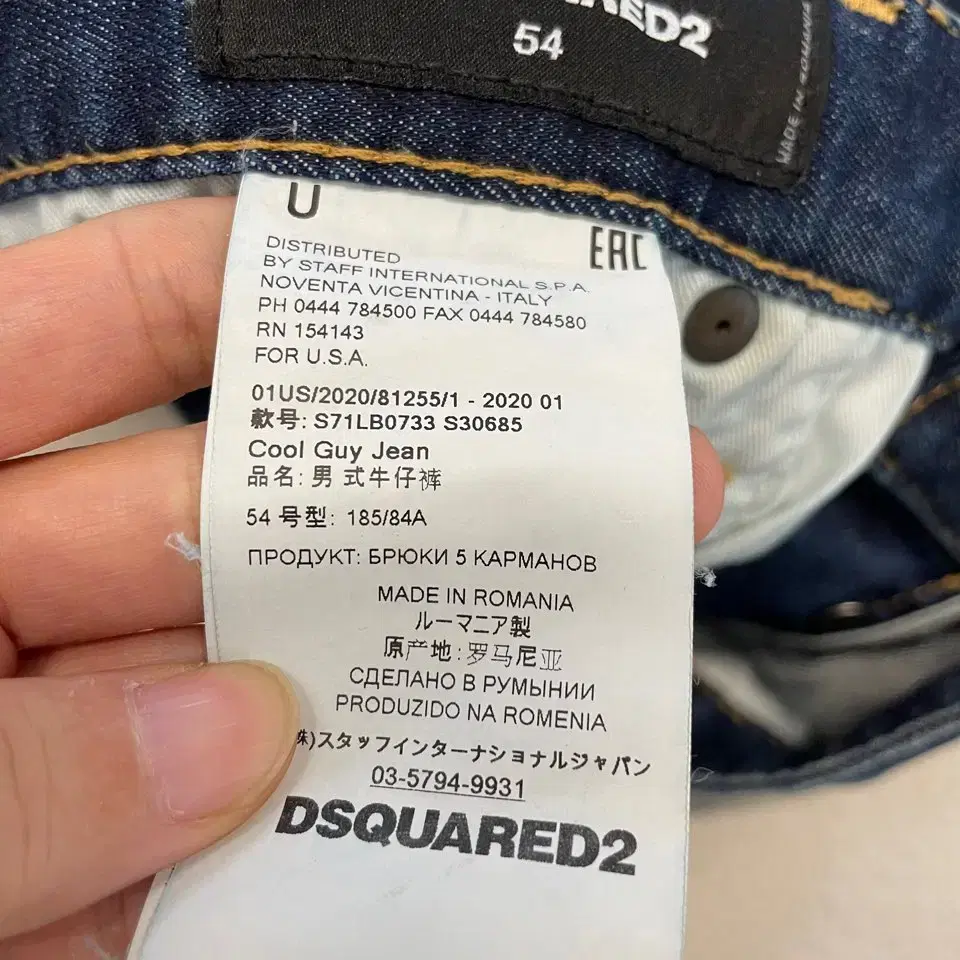 54
MADE IN ROMANIA
U
EAC
DISTRIBUTED
BY STAFF INTERNATIONAL S.P.A.
NOVENTA VICENTINA - ITALY
PH 0444 784500 FAX 0444 784580
RN 154143
FOR U.S.A.
01US/2020/81255/1 - 2020 01
款号: S71LB0733 S30685
Cool Guy Jean
品名: 男 式牛仔裤
54 号型: 185/84A
ПРОДУКТ: БРЮКИ 5 КАРМАНОВ
MADE IN ROMANIA
ルーマニア製
原产地: 罗马尼亚
СДЕЛАНО В РУМЫНИИ
PRODUZIDO NA ROMENIA
株)スタッフインターナショナルジャパン
03-5794-9931
DSQUARED2